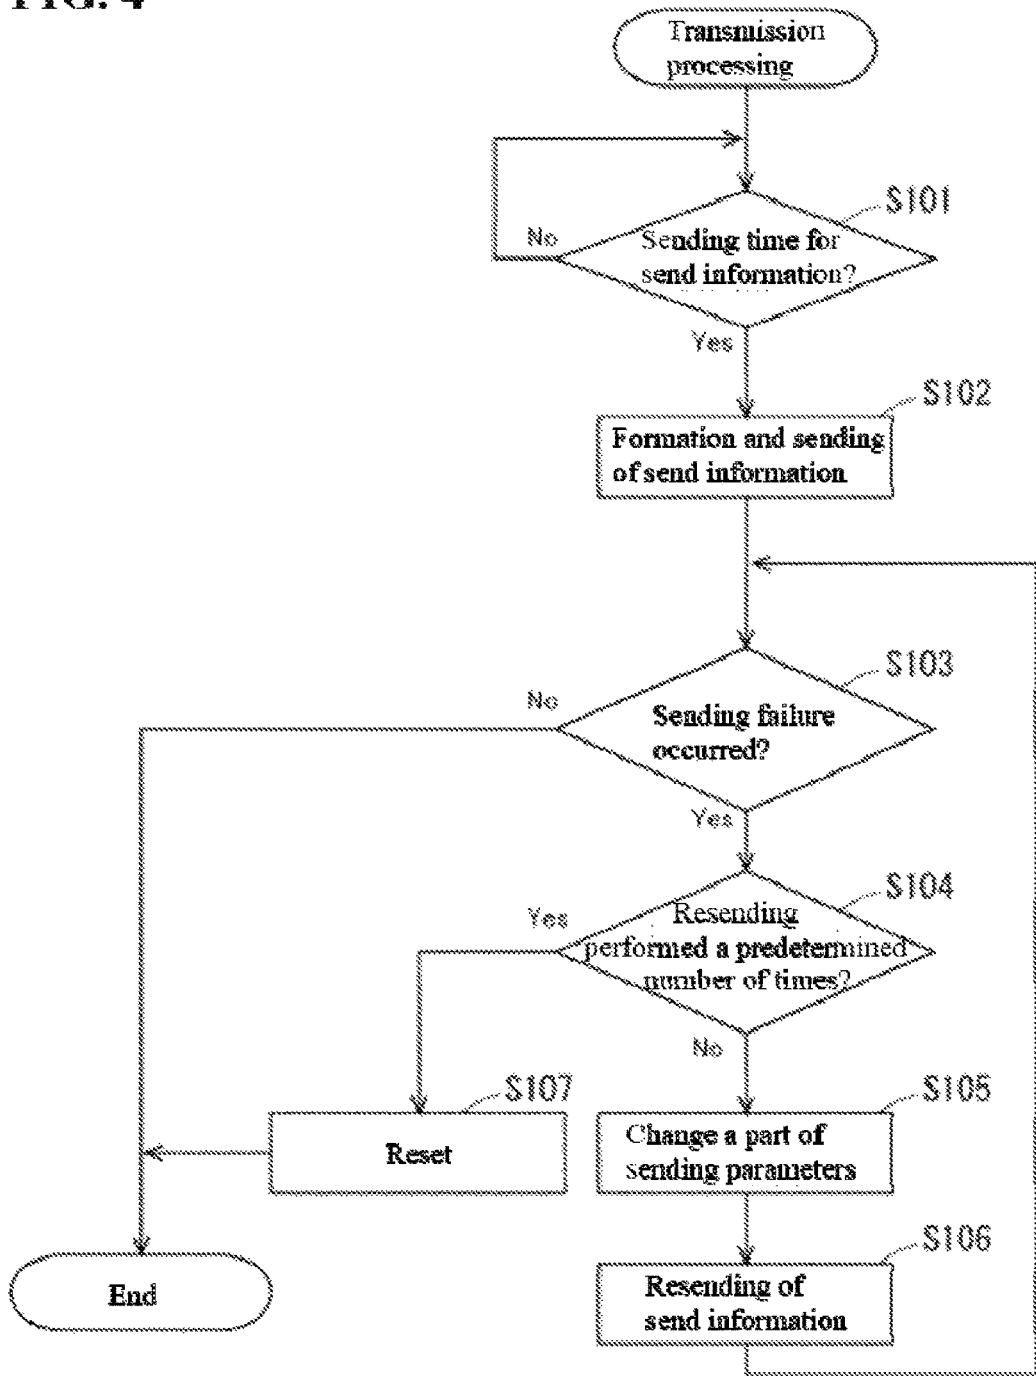 FIG. 4
Transmission
processing
S101
No
Sending time for
send information?
Yes
S102
Formation and sending
of send information
S103
No
Sending failure
occurred?
Yes
S104
Yes
Resending
performed a predetermined
number of times?
No
S107
S105
Reset
Change a part of
sending parameters
S106
End
Resending of
send information